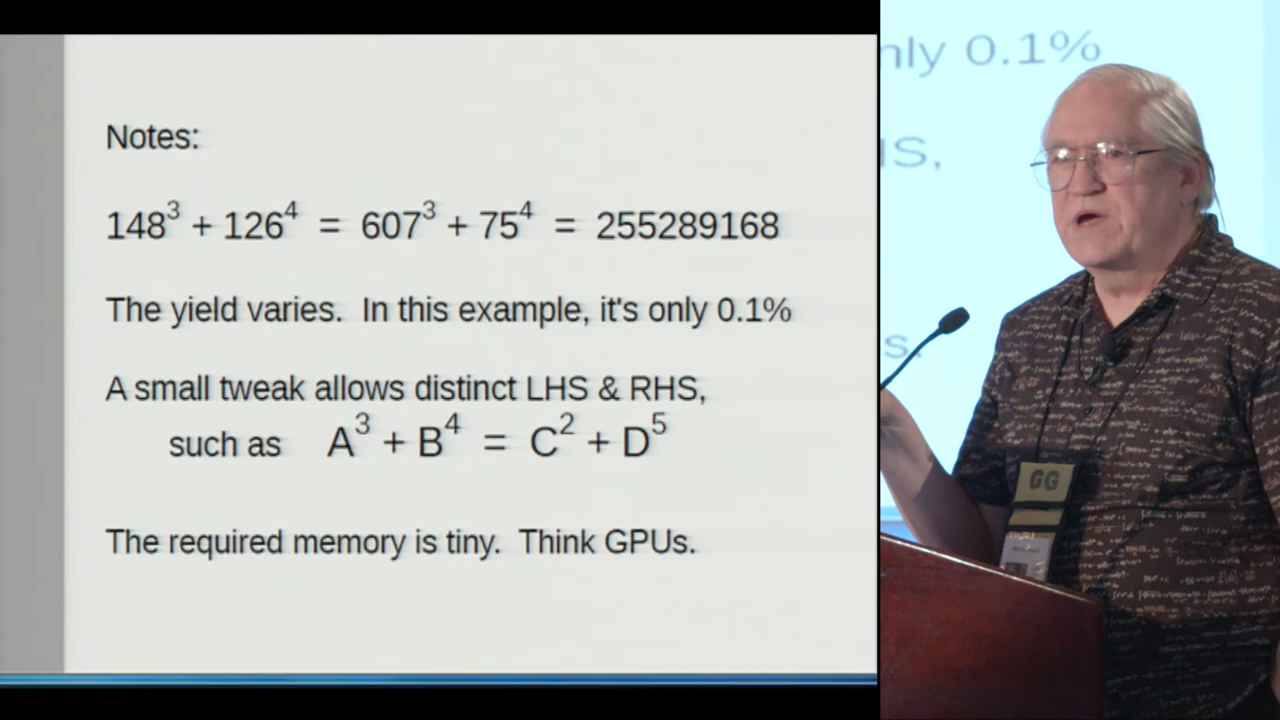 Notes:
148³ + 126⁴ = 607³ + 75⁴ = 255289168
The yield varies. In this example, it's only 0.1%
A small tweak allows distinct LHS & RHS,
such as A³ + B⁴ = C² + D⁵
The required memory is tiny. Think GPUs.
nly 0.1%
IS,
s.
GG